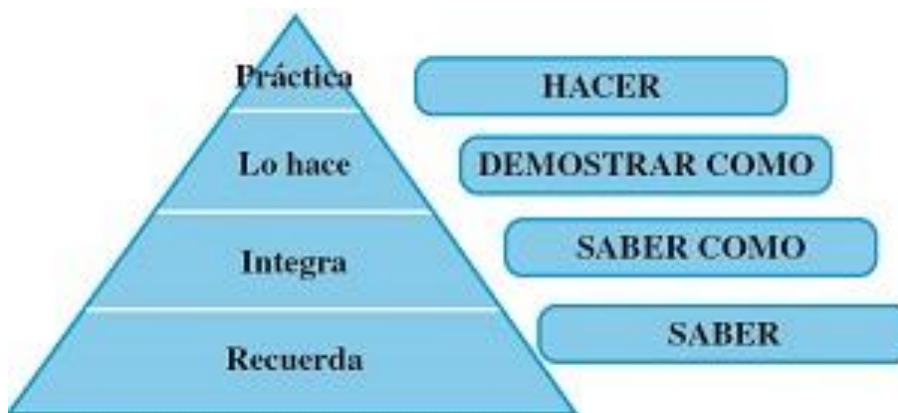 Práctica
HACER
Lo hace
DEMOSTRAR COMO
Integra
SABER COMO
Recuerda
SABER